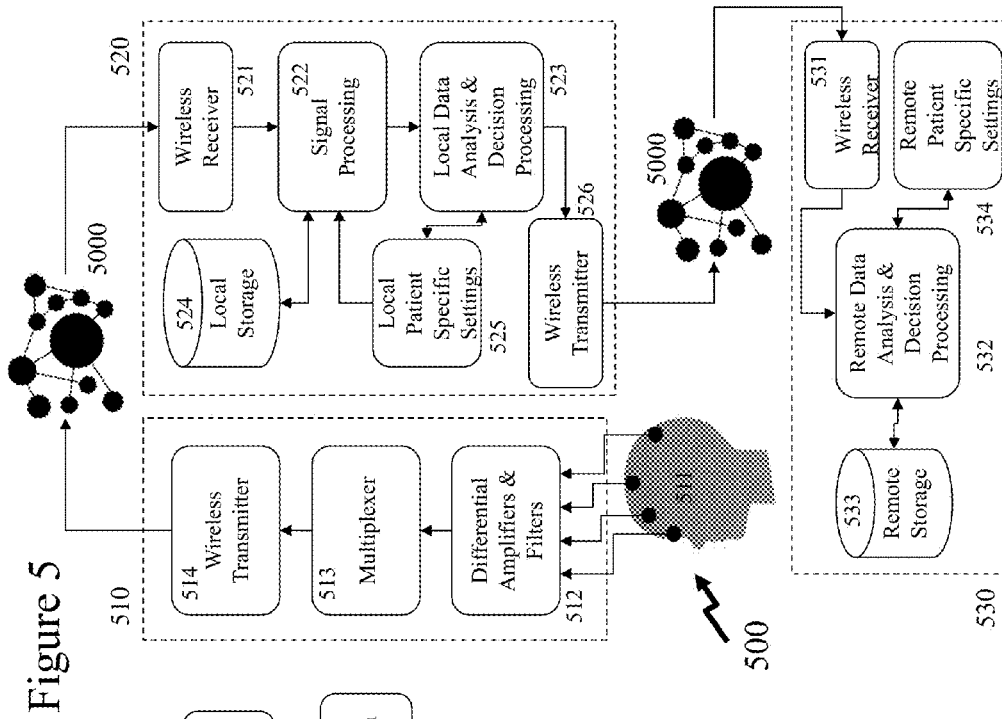 Figure 5
510
514
Wireless
Transmitter
513
Multiplexer
Differential
Amplifiers &
Filters
512
511
500
5000
520
Wireless
Receiver
521
522
Signal
Processing
Local Data
Analysis &
Decision
Processing
523
524
Local
Storage
Local
Patient
Specific
Settings
525
Wireless
Transmitter
526
5000
530
531
Wireless
Receiver
Remote
Patient
Specific
Settings
534
Remote Data
Analysis &
Decision
Processing
532
533
Remote
Storage